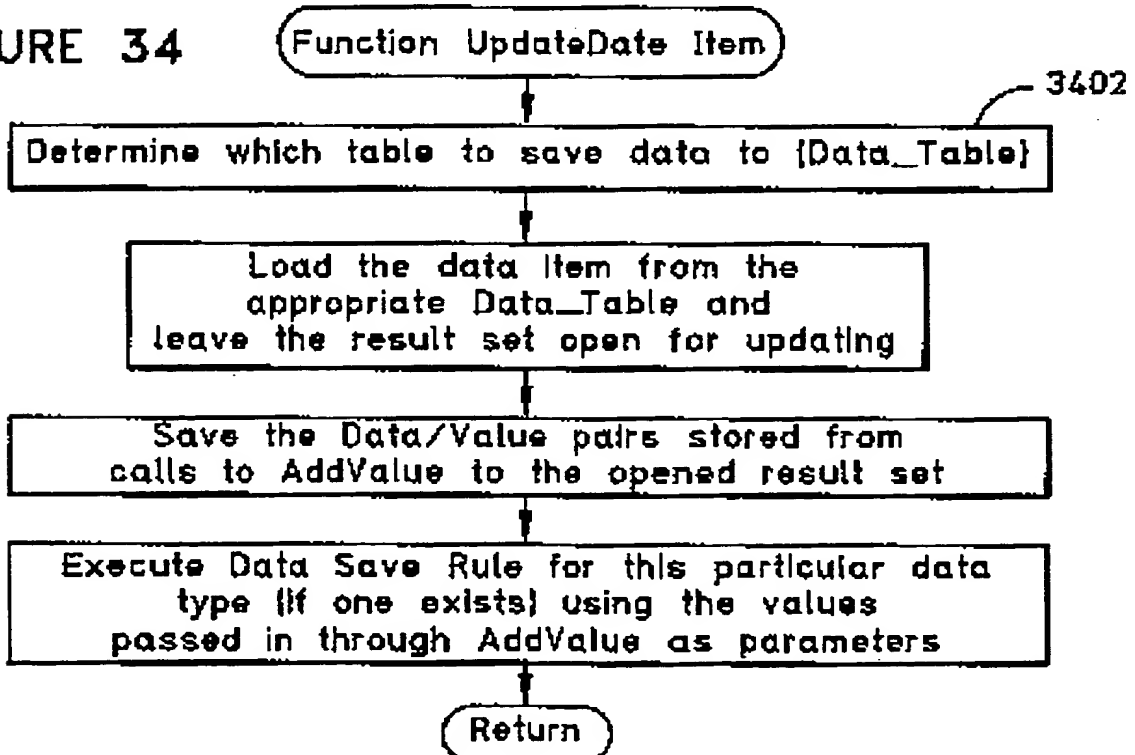 URE 34
Function UpdateDate Item
3402
Determine which table to save data to {Data_Table}
Load the data Item from the
appropriate Data_Table and
leave the result set open for updating
Save the Data/Value pairs stored from
calls to AddValue to the opened result set
Execute Data Save Rule for this particular data
type {if one exists} using the values
passed in through AddValue as parameters
Return